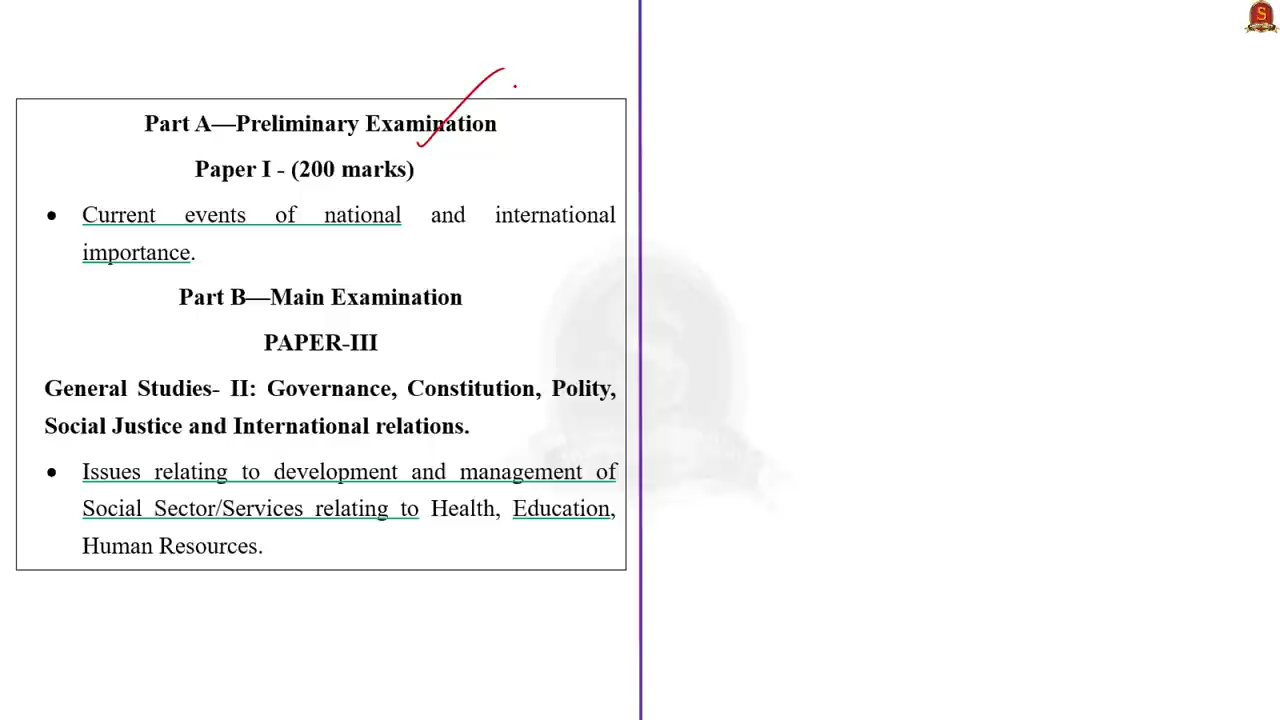 Part A—Preliminary Examination
Paper I - (200 marks)
• Current events of national and international
importance.
Part B—Main Examination
PAPER-III
General Studies- II: Governance, Constitution, Polity,
Social Justice and International relations.
• Issues relating to development and management of
Social Sector/Services relating to Health, Education,
Human Resources.
S